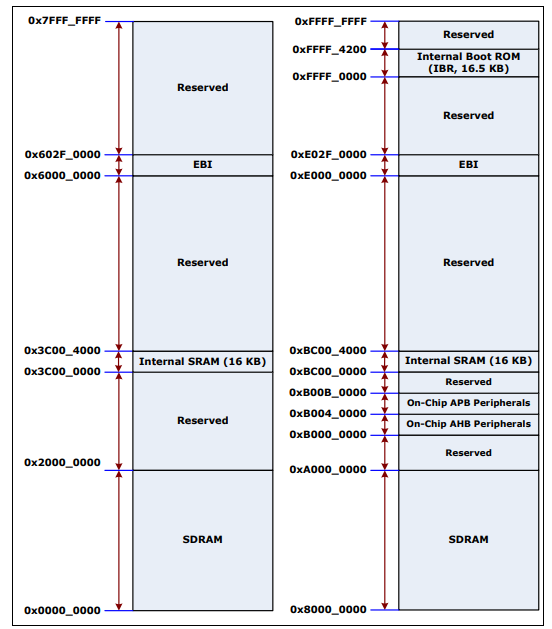 0x7FFF_FFFF
Reserved
0x602F_0000
EBI
0x6000_0000
Reserved
0x3C00_4000
Internal SRAM (16 KB)
0x3C00_0000
Reserved
0x2000_0000
SDRAM
0x0000_0000
0xFFFF_FFFF
Reserved
0xFFFF_4200
Internal Boot ROM
(IBR, 16.5 KB)
0xFFFF_0000
Reserved
0xE02F_0000
EBI
0xE000_0000
Reserved
0xBC00_4000
Internal SRAM (16 KB)
0xBC00_0000
Reserved
0xB00B_0000
On-Chip APB Peripherals
0xB004_0000
On-Chip AHB Peripherals
0xB000_0000
Reserved
0xA000_0000
SDRAM
0x8000_0000